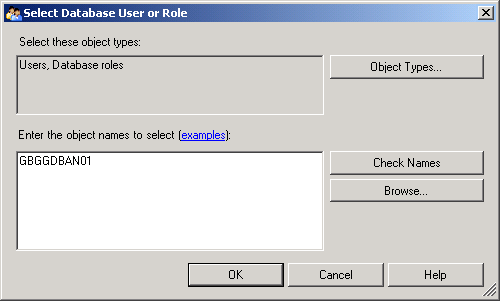 Select Database User or Role
Select these object types:
Users, Database roles
Object Types...
Enter the object names to select (examples):
GBGGDBAN01
Check Names
Browse...
OK
Cancel
Help